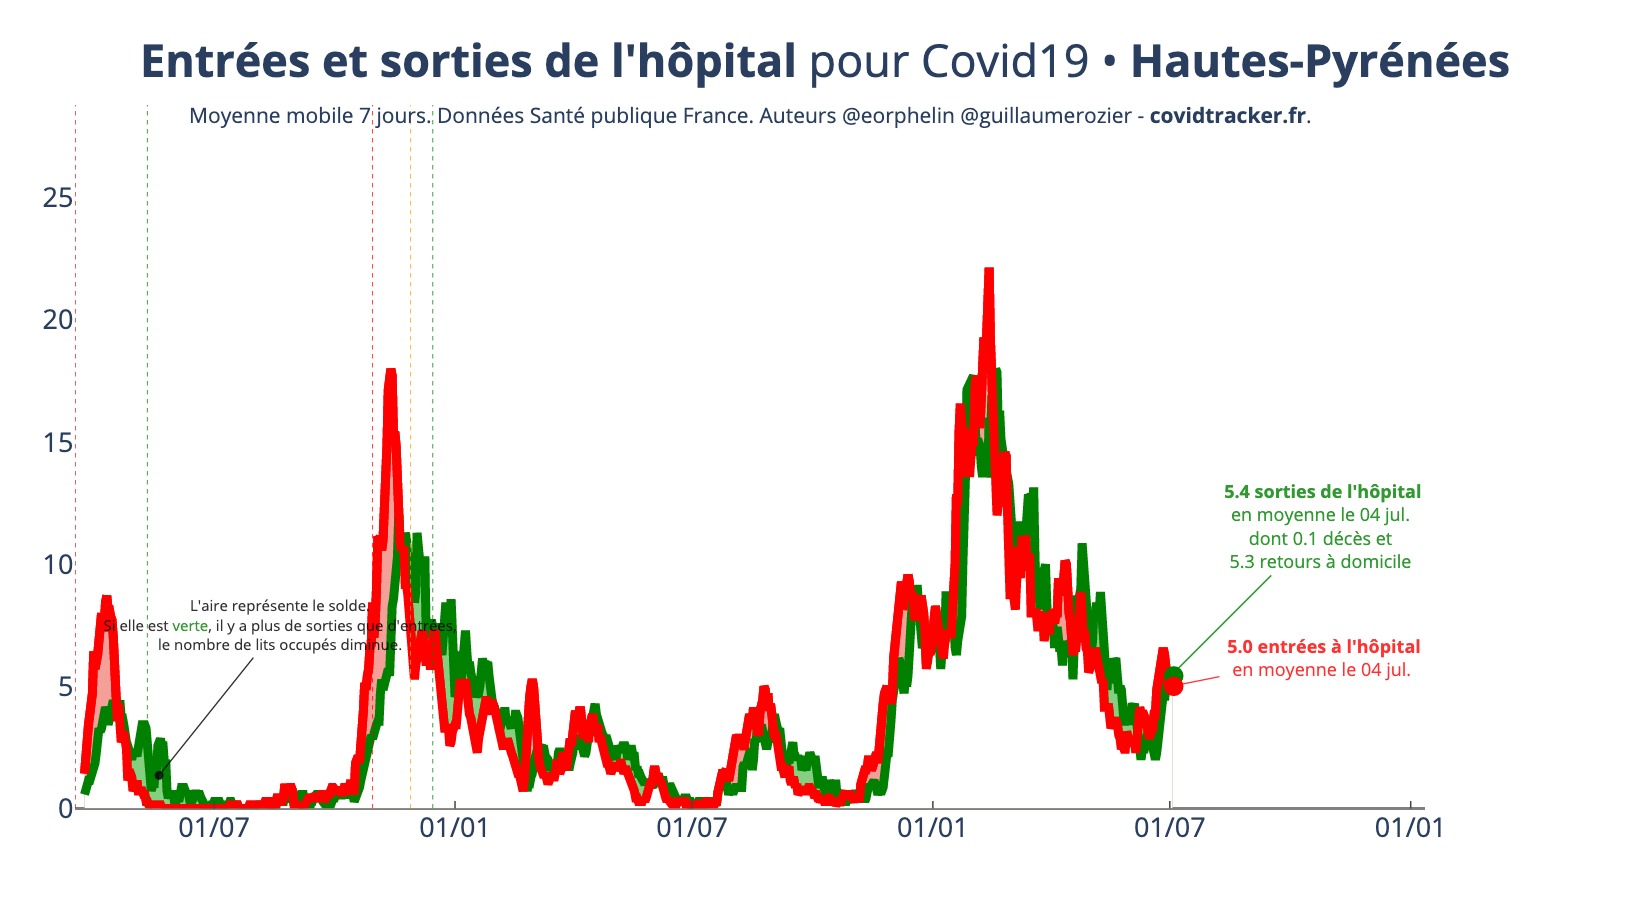 Entrées et sorties de l'hôpital pour Covid19 • Hautes-Pyrénées
Moyenne mobile 7 jours. Données Santé publique France. Auteurs @eorphelin @guillaumerozier - covidtracker.fr.
25
20
15
10
5
0
L'aire représente le solde.
Si elle est verte, il y a plus de sorties que d'entrées,
le nombre de lits occupés diminue.
5.4 sorties de l'hôpital
en moyenne le 04 jul.
dont 0.1 décès et
5.3 retours à domicile
5.0 entrées à l'hôpital
en moyenne le 04 jul.
01/07 01/01 01/07 01/01 01/07 01/01